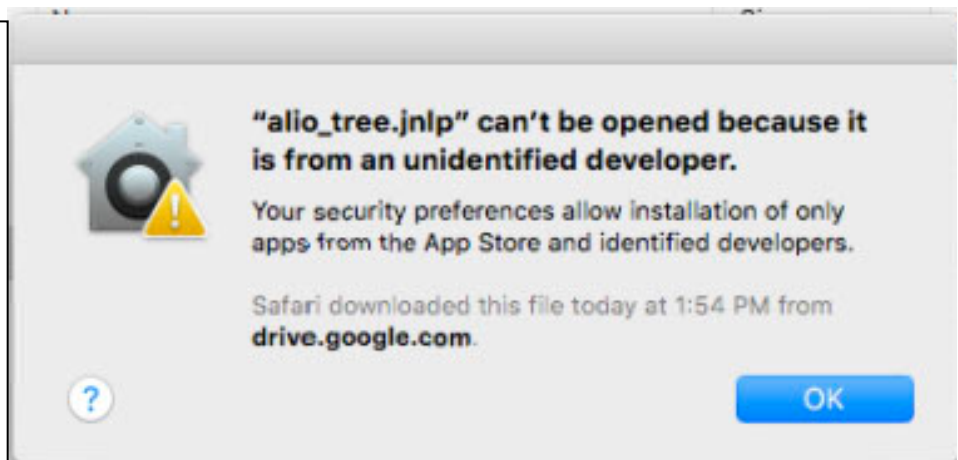 “alio_tree.jnlp” can’t be opened because it
is from an unidentified developer.
Your security preferences allow installation of only
apps from the App Store and identified developers.
Safari downloaded this file today at 1:54 PM from
drive.google.com.
?
OK